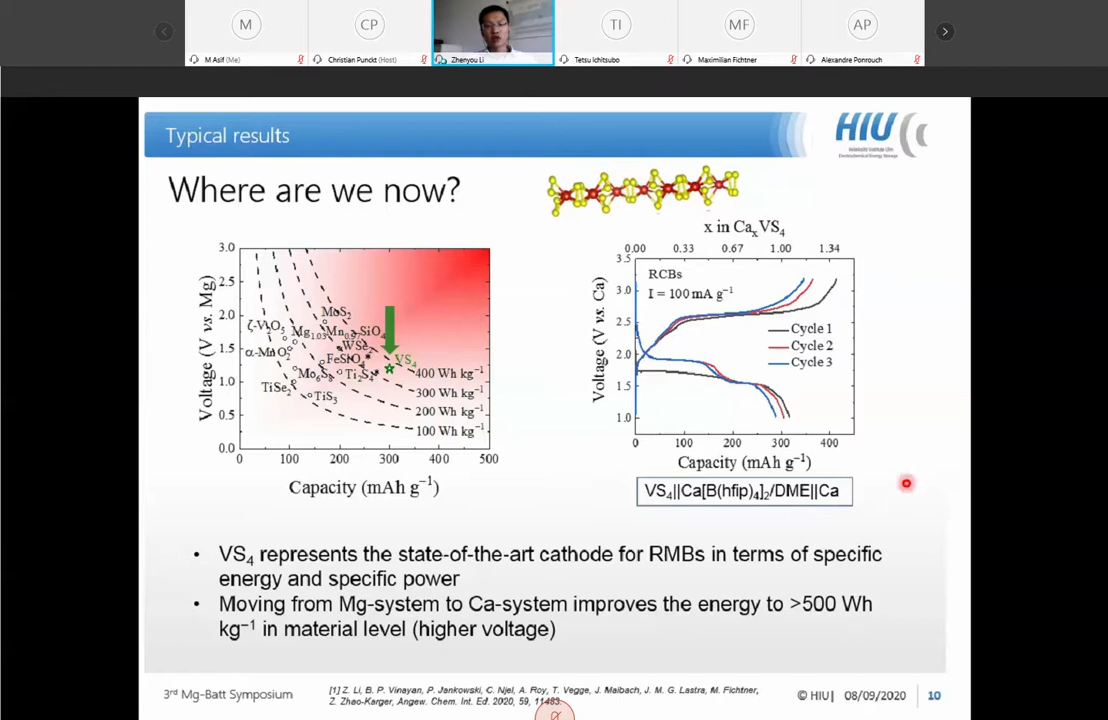 M
CP
TI
MF
AP
M Asif (Me)
Christian Punckt (Host)
Zhenyou Li
Tetsu Ichitsubo
Maximilian Fichtner
Alexandre Ponrouch
Typical results
HIU
Where are we now?
x in CaₓVS₄
0.00 0.33 0.67 1.00 1.34
3.0
2.5
2.0
1.5
1.0
0.5
0.0
Voltage (V vs. Mg)
MoS₂
ζ-V₂O₅
Mg₁.₀₃Mn₀.₉₇SiO₄
WSe₂
α-MnO₂
FeSiO₄
VS₄
Mo₆S₈
Ti₂S₄
400 Wh kg⁻¹
TiSe₂
TiS₃
300 Wh kg⁻¹
200 Wh kg⁻¹
100 Wh kg⁻¹
0 100 200 300 400 500
Capacity (mAh g⁻¹)
3.5
3.0
2.5
2.0
1.5
1.0
Voltage (V vs. Ca)
RCBs
I = 100 mA g⁻¹
Cycle 1
Cycle 2
Cycle 3
0 100 200 300 400
Capacity (mAh g⁻¹)
VS₄||Ca[B(hfip)₄]₂/DME||Ca
• VS₄ represents the state-of-the-art cathode for RMBs in terms of specific
energy and specific power
• Moving from Mg-system to Ca-system improves the energy to >500 Wh
kg⁻¹ in material level (higher voltage)
3rd Mg-Batt Symposium
[1] Z. Li, B. P. Vinayan, P. Jankowski, C. Njel, A. Roy, T. Vegge, J. Maibach, J. M. G. Lastra, M. Fichtner,
Z. Zhao-Karger, Angew. Chem. Int. Ed. 2020, 59, 11483.
© HIU| 08/09/2020 10